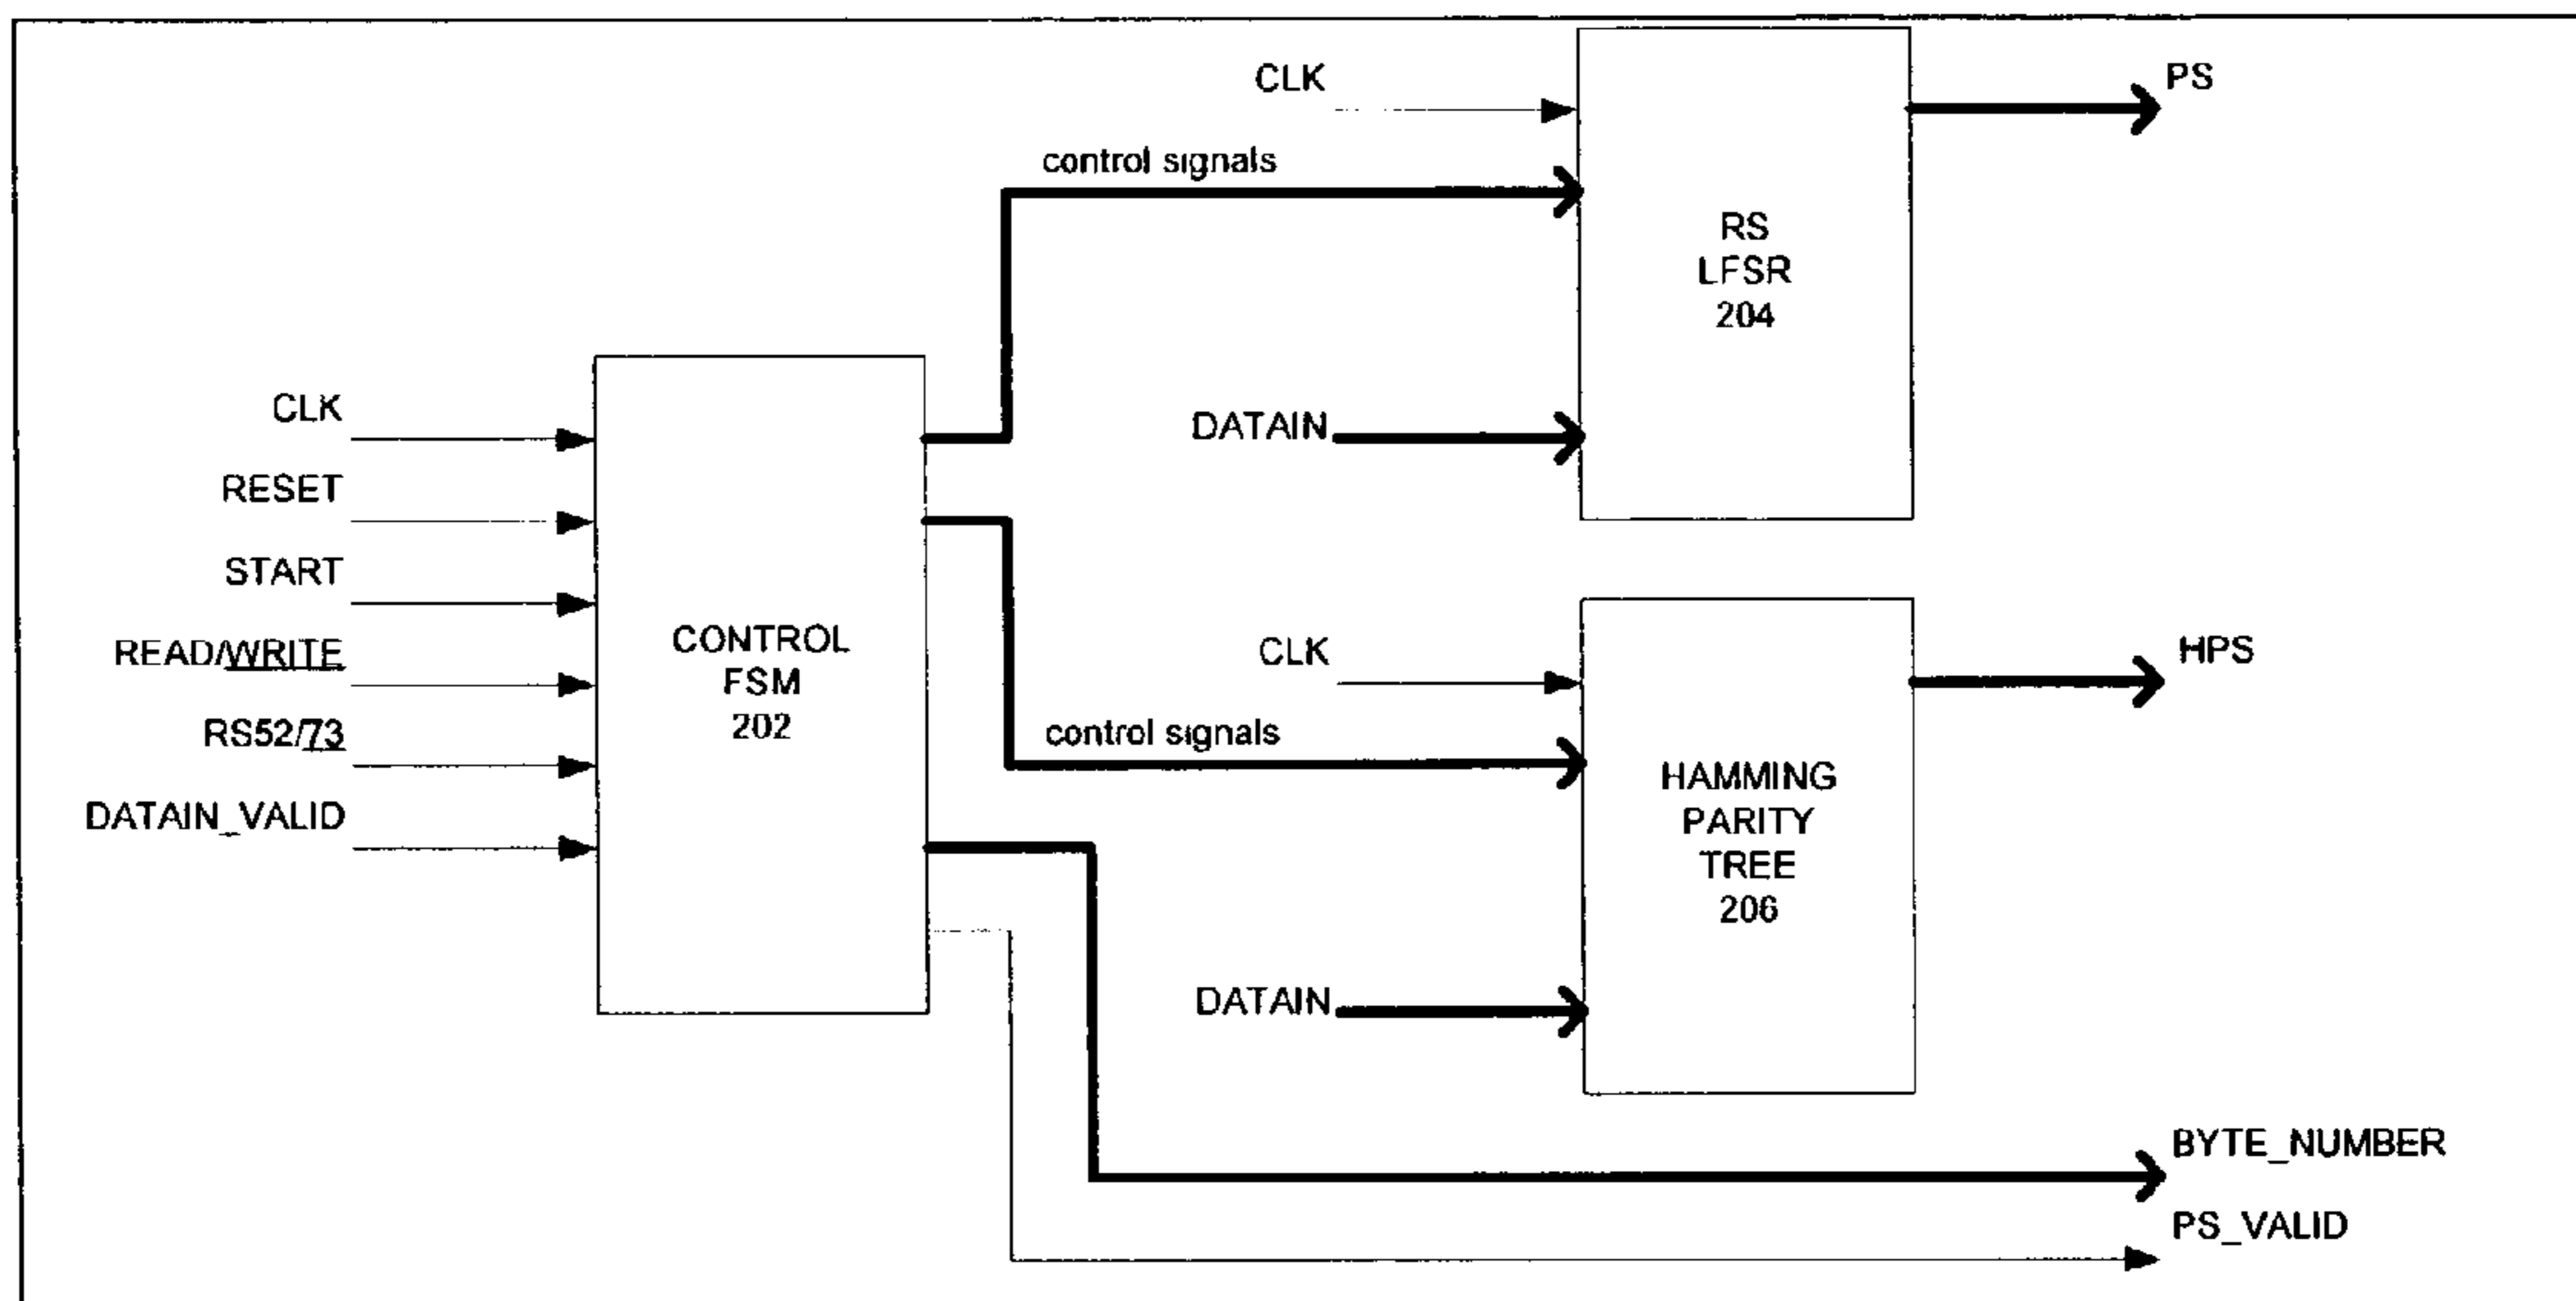 CLK
PS
control signals
RS
LFSR
204
CLK
DATAIN
RESET
START
READ/WRITE
RS52/73
DATAIN_VALID
CONTROL
FSM
202
CLK
HPS
control signals
HAMMING
PARITY
TREE
206
DATAIN
BYTE_NUMBER
PS_VALID